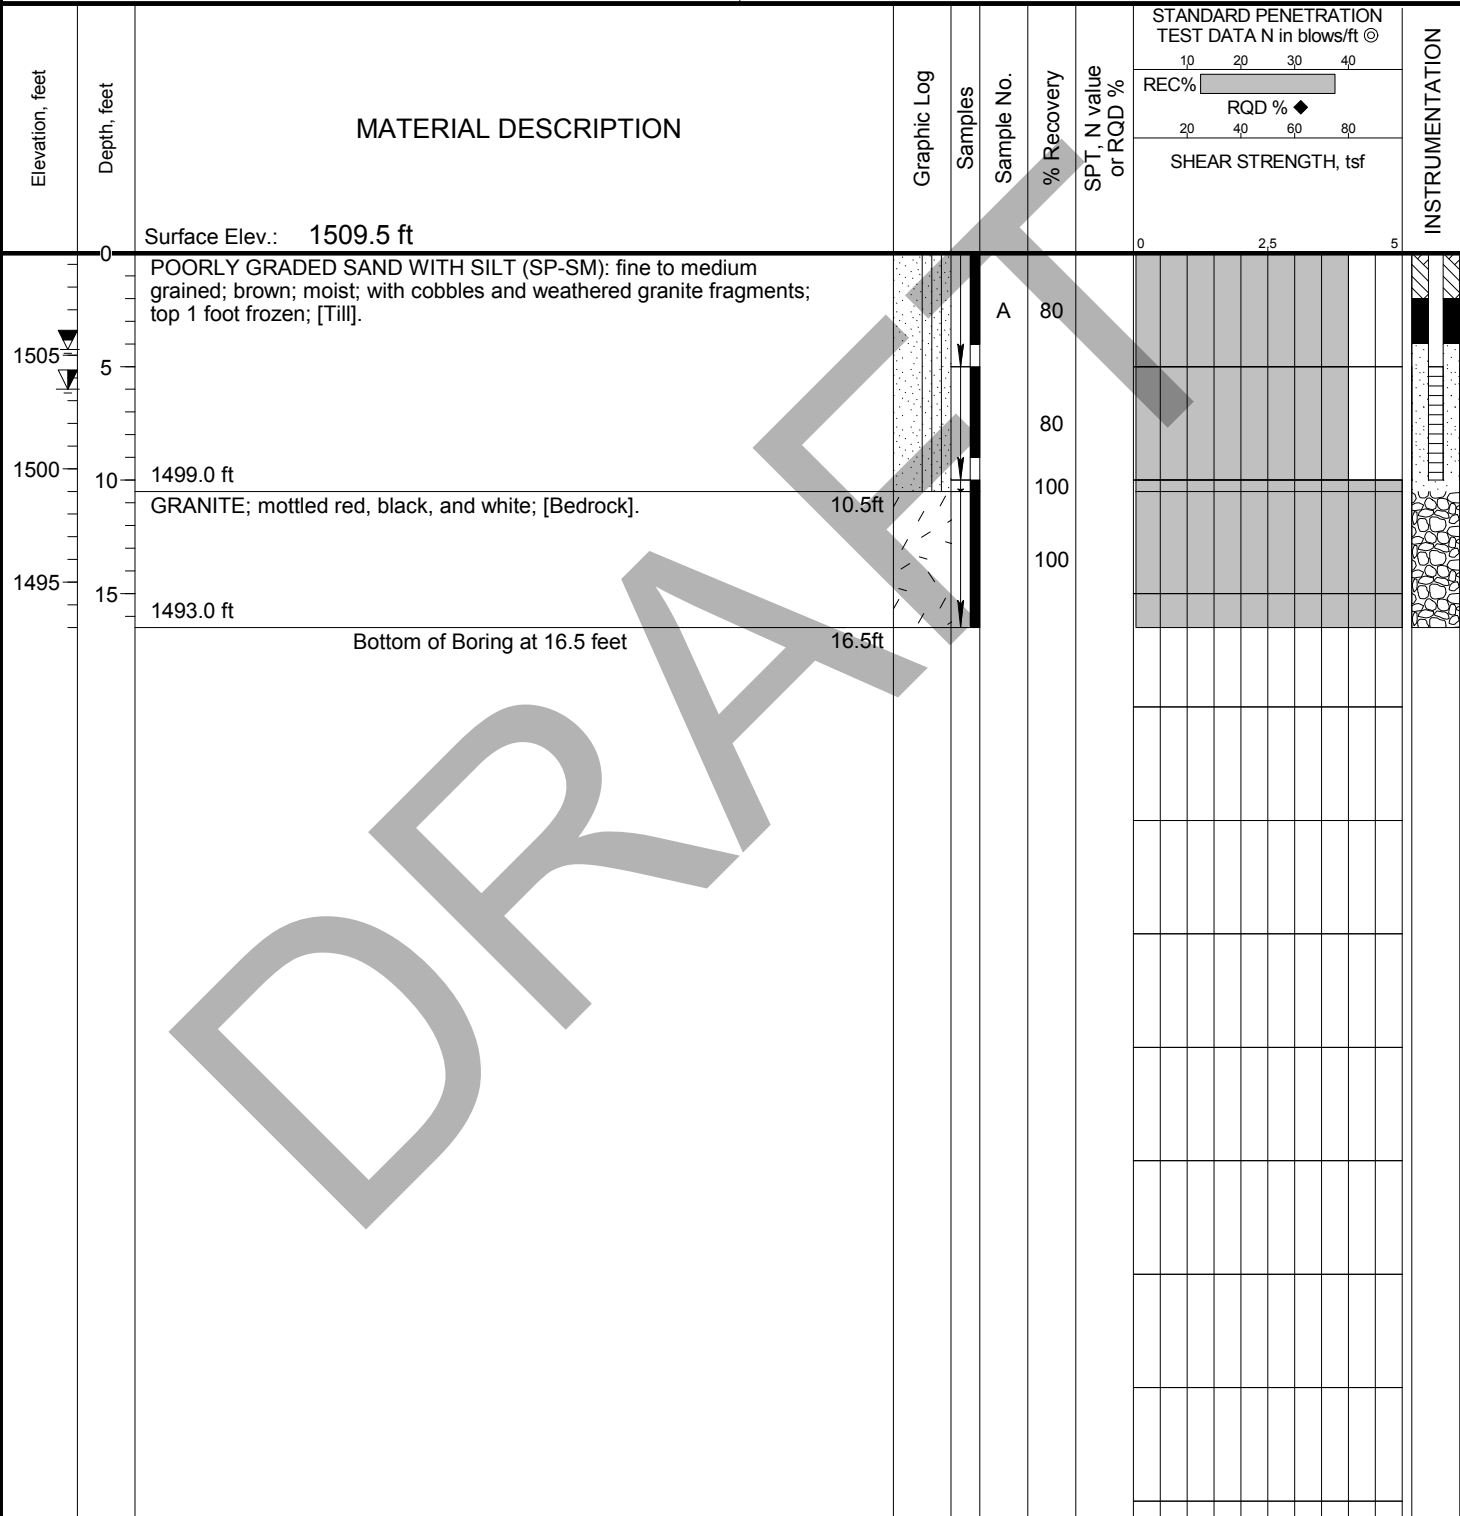 STANDARD PENETRATION
TEST DATA N in blows/ft ◎
10 20 30 40
REC%
RQD % ◆
20 40 60 80
SHEAR STRENGTH, tsf
0 2,5 5
Elevation, feet
Depth, feet
MATERIAL DESCRIPTION
Graphic Log
Samples
Sample No.
% Recovery
SPT, N value
or RQD %
INSTRUMENTATION
Surface Elev.: 1509.5 ft
0
POORLY GRADED SAND WITH SILT (SP-SM): fine to medium
grained; brown; moist; with cobbles and weathered granite fragments;
top 1 foot frozen; [Till].
A 80
1505
5
80
1500
10
1499.0 ft
100
GRANITE; mottled red, black, and white; [Bedrock]. 10.5ft
100
1495
15
1493.0 ft
Bottom of Boring at 16.5 feet 16.5ft
DRAFT